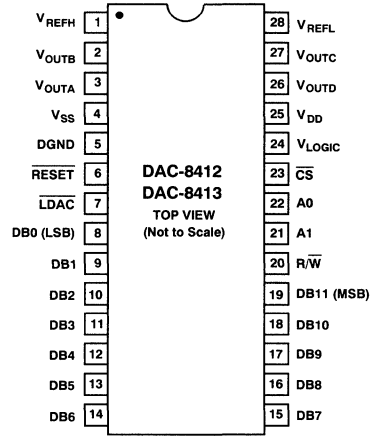 VREFH 1 28 VREFL
VOUTB 2 27 VOUTC
VOUTA 3 26 VOUTD
VSS 4 25 VDD
DGND 5 24 VLOGIC
RESET 6 DAC-8412 23 CS
DAC-8413
LDAC 7 TOP VIEW 22 A0
DB0 (LSB) 8 (Not to Scale) 21 A1
DB1 9 20 R/W
DB2 10 19 DB11 (MSB)
DB3 11 18 DB10
DB4 12 17 DB9
DB5 13 16 DB8
DB6 14 15 DB7